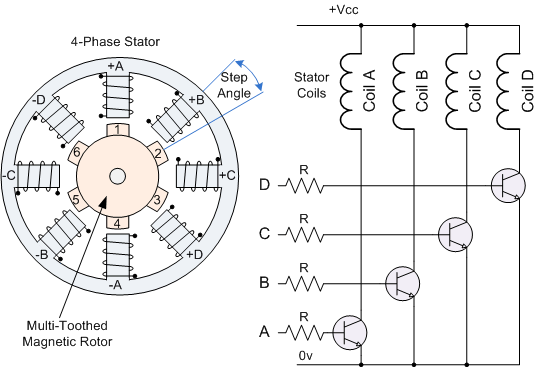 4-Phase Stator
+A
Step
Angle
-D
+B
1
6
2
-C
+C
5
3
4
-B
+D
-A
Multi-Toothed
Magnetic Rotor
+Vcc
Stator
Coils
Coil A
Coil B
Coil C
Coil D
R
D
R
C
R
B
R
A
0v